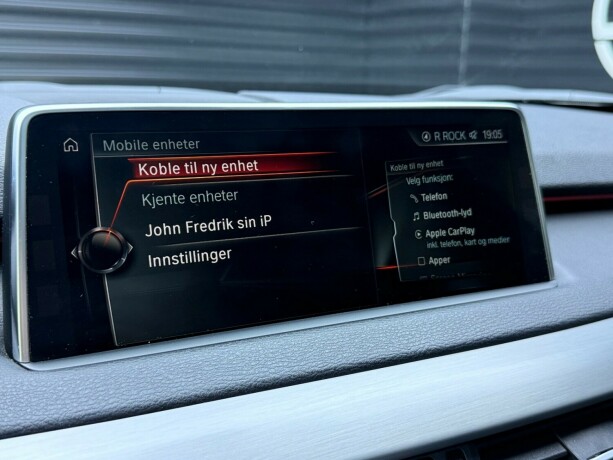 Mobile enheter
R ROCK 19:05
Koble til ny enhet
Kjente enheter
John Fredrik sin iP
Innstillinger
Koble til ny enhet
Velg funksjon:
Telefon
Bluetooth-lyd
Apple CarPlay
inkl. telefon, kart og medier
Apper